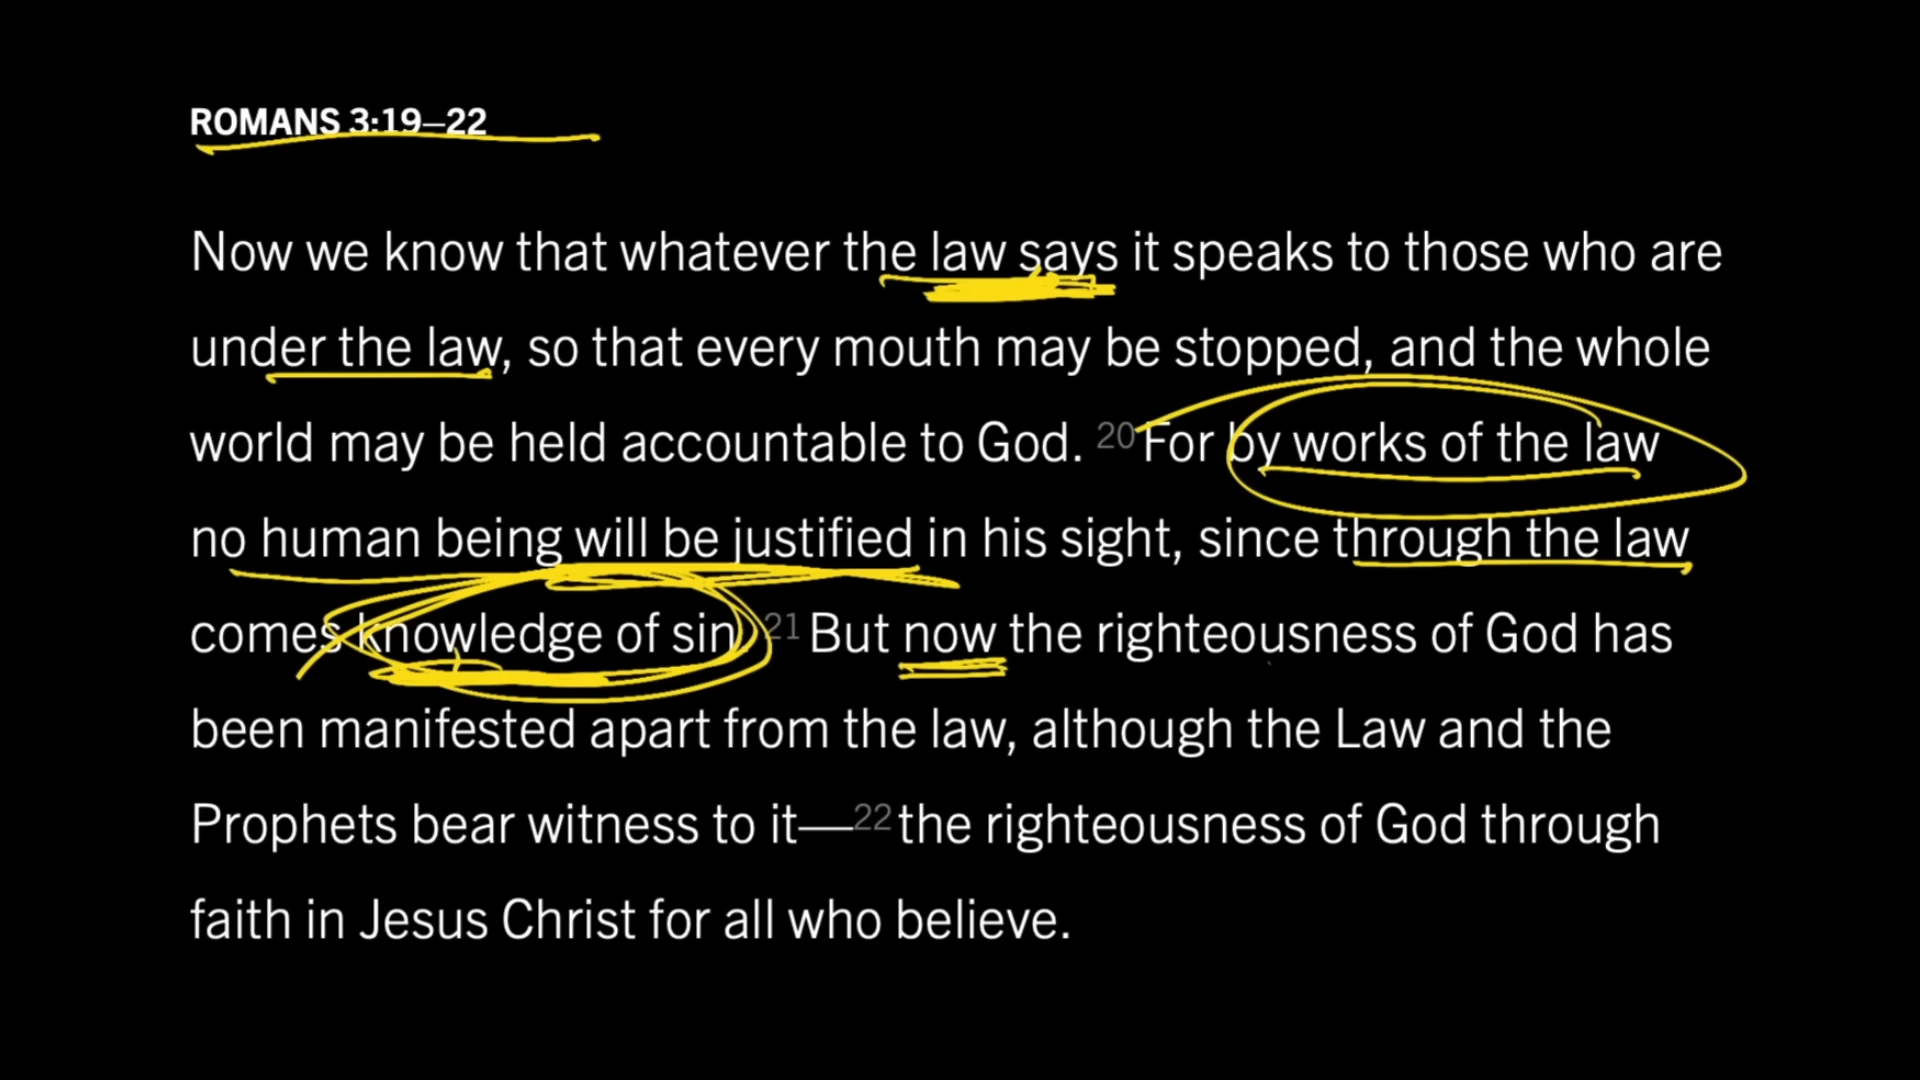 ROMANS 3:19–22
Now we know that whatever the law says it speaks to those who are
under the law, so that every mouth may be stopped, and the whole
world may be held accountable to God. 20 For by works of the law
no human being will be justified in his sight, since through the law
comes knowledge of sin. 21 But now the righteousness of God has
been manifested apart from the law, although the Law and the
Prophets bear witness to it—22 the righteousness of God through
faith in Jesus Christ for all who believe.